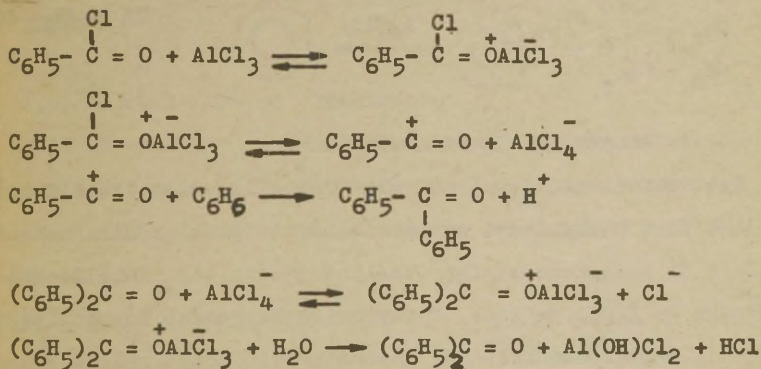 Cl Cl
C6H5- C = O + AlCl3 ⇌ C6H5- C = O+AlCl3-
Cl
C6H5- C = O+AlCl3- ⇌ C6H5- C+ = O + AlCl4-
C6H5- C+ = O + C6H6 → C6H5- C = O + H+
C6H5
(C6H5)2C = O + AlCl4- ⇌ (C6H5)2C = O+AlCl3- + Cl-
(C6H5)2C = O+AlCl3- + H2O → (C6H5)2C = O + Al(OH)Cl2 + HCl